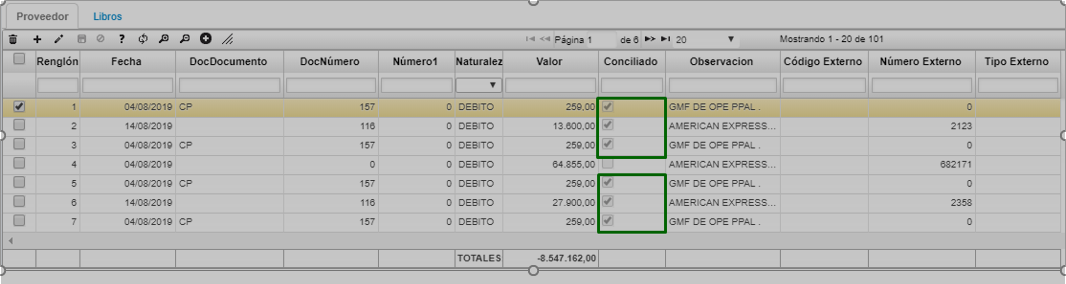 Proveedor Libros
? Página 1 de 6 20 Mostrando 1 - 20 de 101
Renglón Fecha DocDocumento DocNúmero Número1 Naturalez Valor Conciliado Observacion Código Externo Número Externo Tipo Externo
1 04/08/2019 CP 157 0 DEBITO 259,00 GMF DE OPE PPAL . 0
2 14/08/2019 116 0 DEBITO 13.600,00 AMERICAN EXPRESS... 2123
3 04/08/2019 CP 157 0 DEBITO 259,00 GMF DE OPE PPAL . 0
4 04/08/2019 0 0 DEBITO 64.855,00 AMERICAN EXPRESS... 682171
5 04/08/2019 CP 157 0 DEBITO 259,00 GMF DE OPE PPAL . 0
6 14/08/2019 116 0 DEBITO 27.900,00 AMERICAN EXPRESS... 2358
7 04/08/2019 CP 157 0 DEBITO 259,00 GMF DE OPE PPAL . 0
TOTALES -8.547.162,00